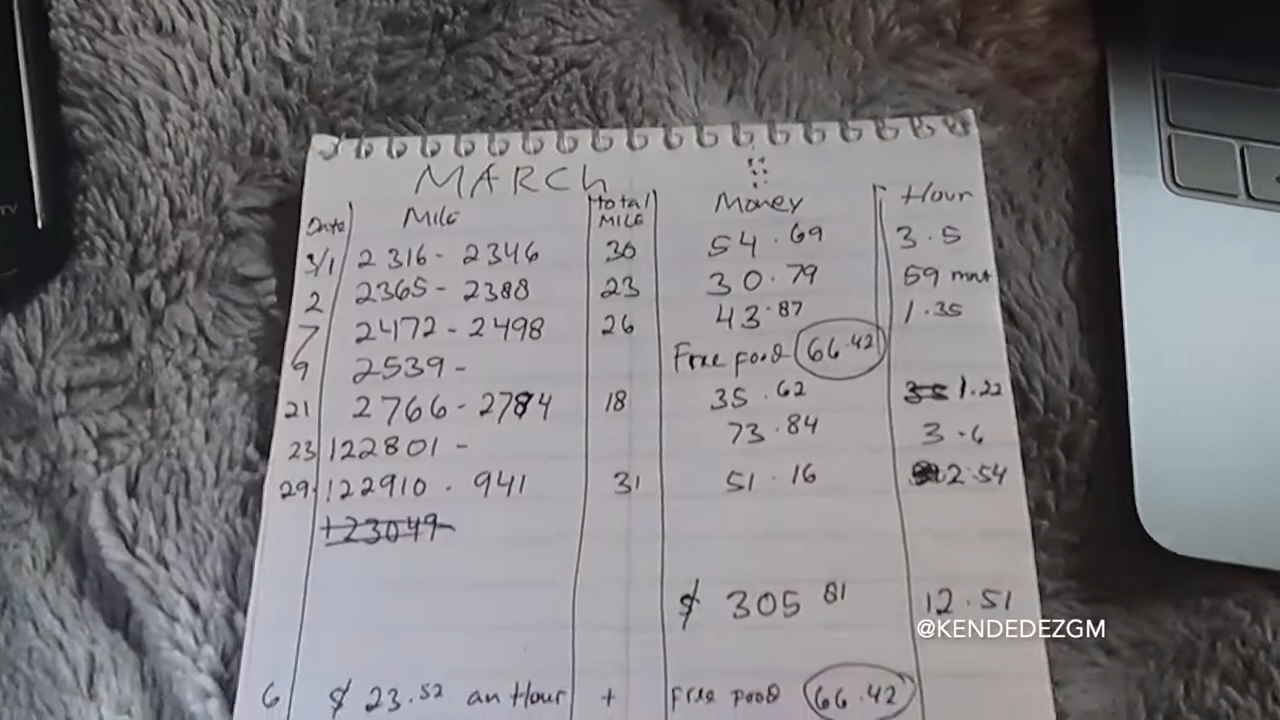 MARCH
Date Mile total MILE Money Hour
3/1 2316 - 2346 30 54.69 3.5
2 2365 - 2388 23 30.79 59 mnt
7 2472 - 2498 26 43.87 1.35
9 2539 - Free food 66.42
21 2766 - 2784 18 35.62 1.22
23 122801 - 73.84 3.6
29 122910 . 941 31 51.16 2.54
123049
$ 305 81 12.51
@KENDEDEZGM
6 $ 23.52 an Hour + Free food 66.42